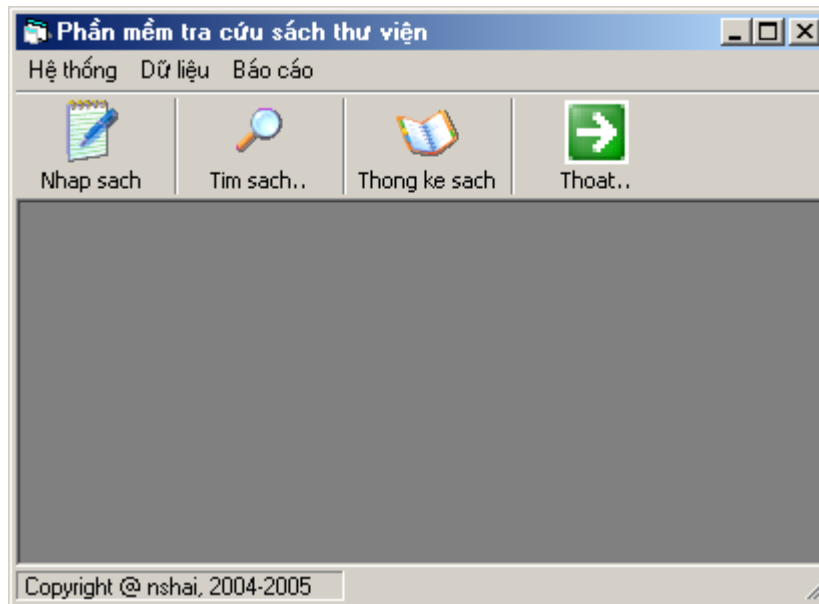 Phần mềm tra cứu sách thư viện
Hệ thống Dữ liệu Báo cáo
Nhap sach Tim sach.. Thong ke sach Thoat..
Copyright @ nshai, 2004-2005